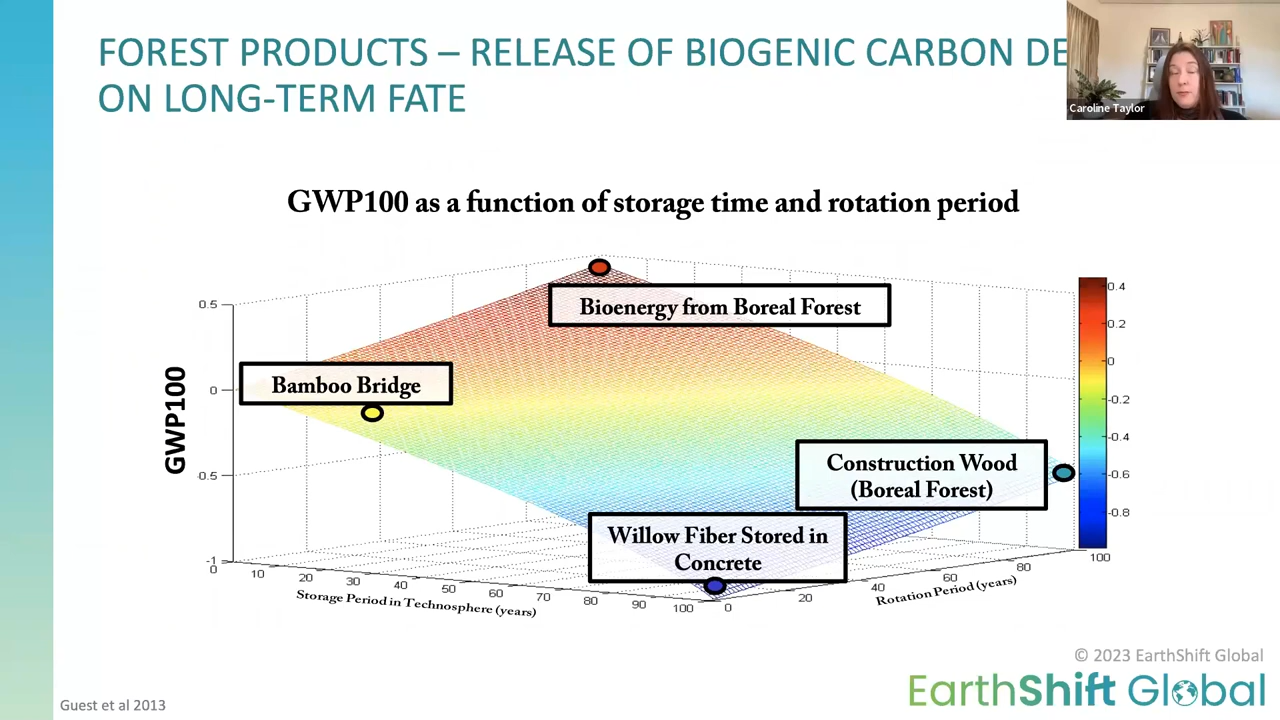 FOREST PRODUCTS – RELEASE OF BIOGENIC CARBON DE
ON LONG-TERM FATE
Caroline Taylor
GWP100 as a function of storage time and rotation period
Bioenergy from Boreal Forest
Bamboo Bridge
Construction Wood
(Boreal Forest)
Willow Fiber Stored in
Concrete
GWP100
0.5
0
-0.5
-1
0
10
20
30
40
50
60
70
80
90
100
Storage Period in Technosphere (years)
0
20
40
60
80
100
Rotation Period (years)
0.4
0.2
0
-0.2
-0.4
-0.6
-0.8
© 2023 EarthShift Global
EarthShift Global
Guest et al 2013